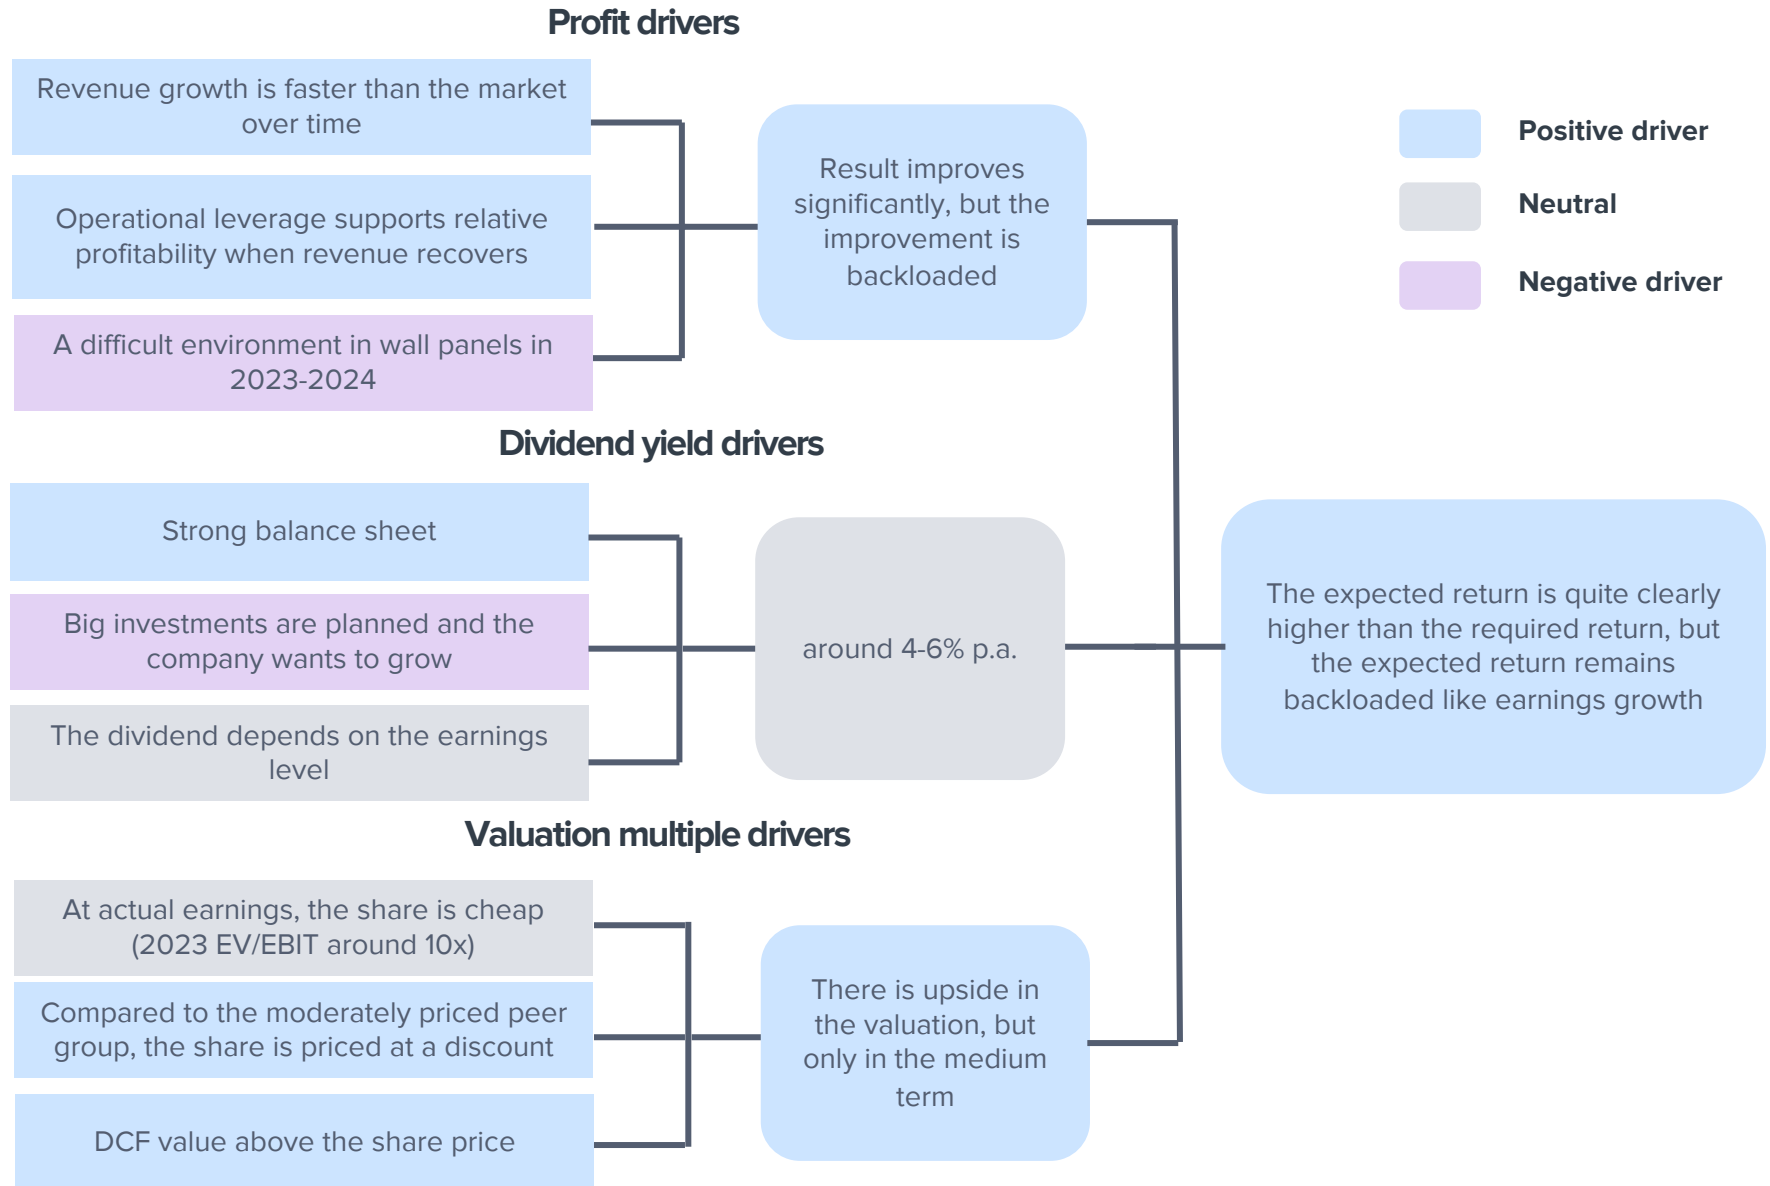 Profit drivers
Revenue growth is faster than the market
over time
Operational leverage supports relative
profitability when revenue recovers
A difficult environment in wall panels in
2023-2024
Result improves
significantly, but the
improvement is
backloaded
Positive driver
Neutral
Negative driver
Dividend yield drivers
Strong balance sheet
Big investments are planned and the
company wants to grow
The dividend depends on the earnings
level
around 4-6% p.a.
The expected return is quite clearly
higher than the required return, but
the expected return remains
backloaded like earnings growth
Valuation multiple drivers
At actual earnings, the share is cheap
(2023 EV/EBIT around 10x)
Compared to the moderately priced peer
group, the share is priced at a discount
DCF value above the share price
There is upside in
the valuation, but
only in the medium
term